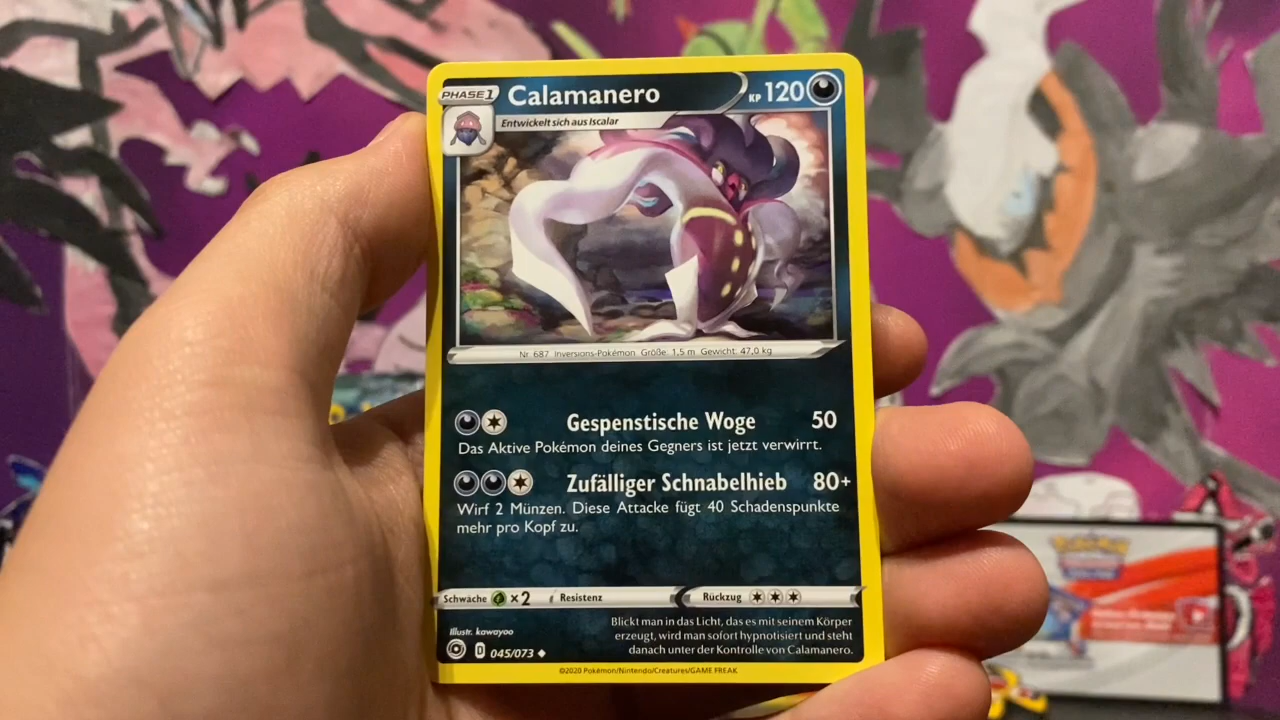 PHASE 1 Calamanero KP 120
Entwickelt sich aus Iscalar
Nr. 687 Inversions-Pokémon Größe: 1,5 m Gewicht: 47,0 kg
Gespenstische Woge 50
Das Aktive Pokémon deines Gegners ist jetzt verwirrt.
Zufälliger Schnabelhieb 80+
Wirf 2 Münzen. Diese Attacke fügt 40 Schadenspunkte
mehr pro Kopf zu.
Schwäche ×2 Resistenz Rückzug
Illustr. kawayoo
Blickt man in das Licht, das es mit seinem Körper
erzeugt, wird man sofort hypnotisiert und steht
danach unter der Kontrolle von Calamanero.
D 045/073
©2020 Pokémon/Nintendo/Creatures/GAME FREAK
Pokémon